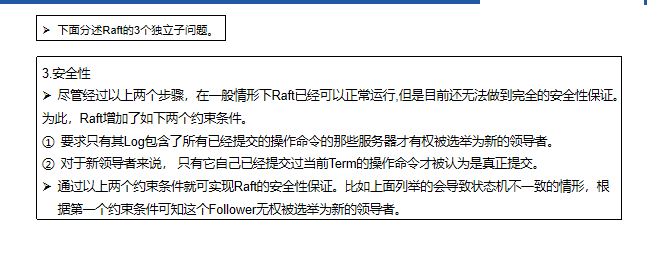 ➢ 下面分述Raft的3个独立子问题。
3.安全性
➢ 尽管经过以上两个步骤，在一般情形下Raft已经可以正常运行,但是目前还无法做到完全的安全性保证。
为此，Raft增加了如下两个约束条件。
① 要求只有其Log包含了所有已经提交的操作命令的那些服务器才有权被选举为新的领导者。
② 对于新领导者来说， 只有它自己已经提交过当前Term的操作命令才被认为是真正提交。
➢ 通过以上两个约束条件就可实现Raft的安全性保证。比如上面列举的会导致状态机不一致的情形，根
据第一个约束条件可知这个Follower无权被选举为新的领导者。